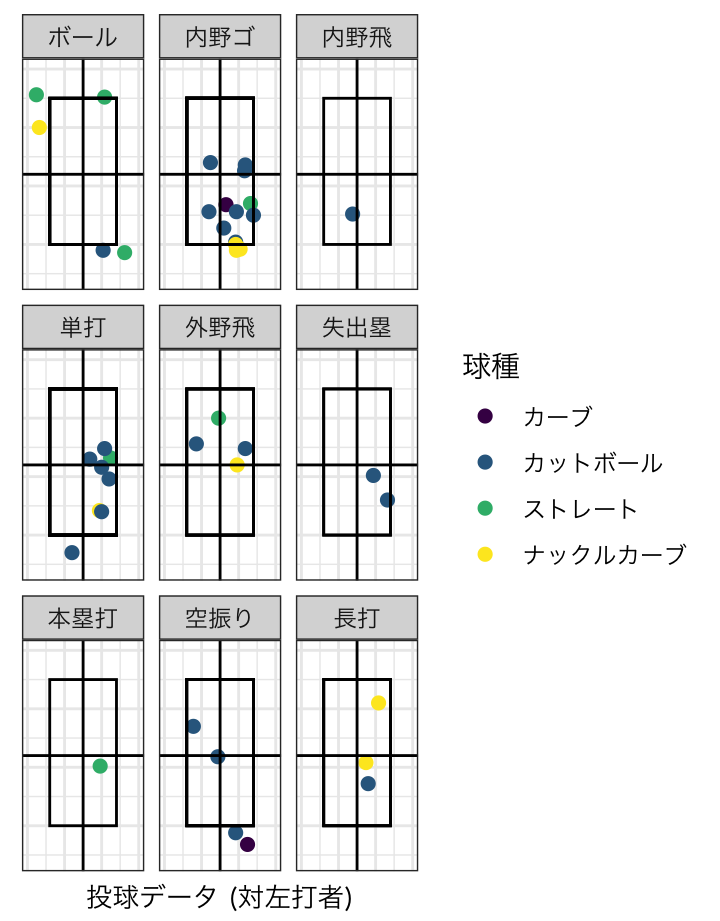 ボール
内野ゴ
内野飛
単打
外野飛
失出塁
本塁打
空振り
長打
球種
カーブ
カットボール
ストレート
ナックルカーブ
投球データ (対左打者)